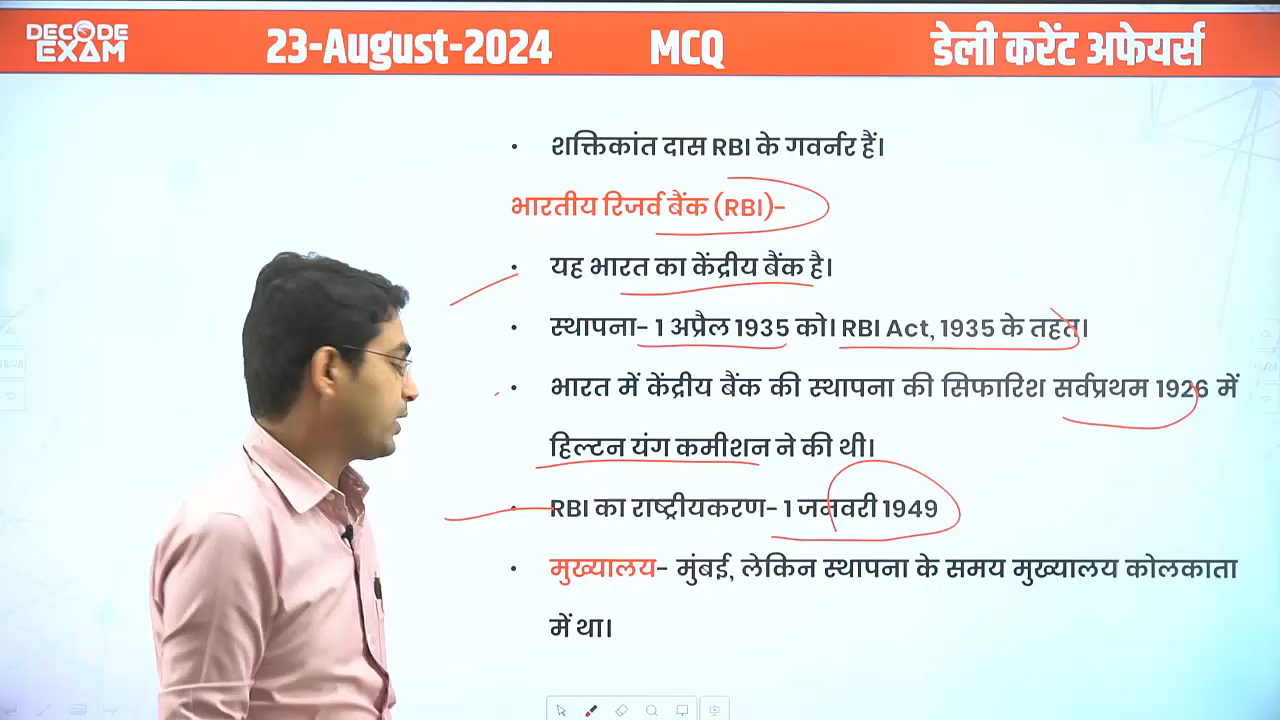 DECODE EXAM
23-August-2024 MCQ डेली करेंट अफेयर्स
• शक्तिकांत दास RBI के गवर्नर हैं।
भारतीय रिजर्व बैंक (RBI)-
• यह भारत का केंद्रीय बैंक है।
• स्थापना- 1 अप्रैल 1935 को। RBI Act, 1935 के तहत।
• भारत में केंद्रीय बैंक की स्थापना की सिफारिश सर्वप्रथम 1926 में
हिल्टन यंग कमीशन ने की थी।
• RBI का राष्ट्रीयकरण- 1 जनवरी 1949
• मुख्यालय- मुंबई, लेकिन स्थापना के समय मुख्यालय कोलकाता
में था।